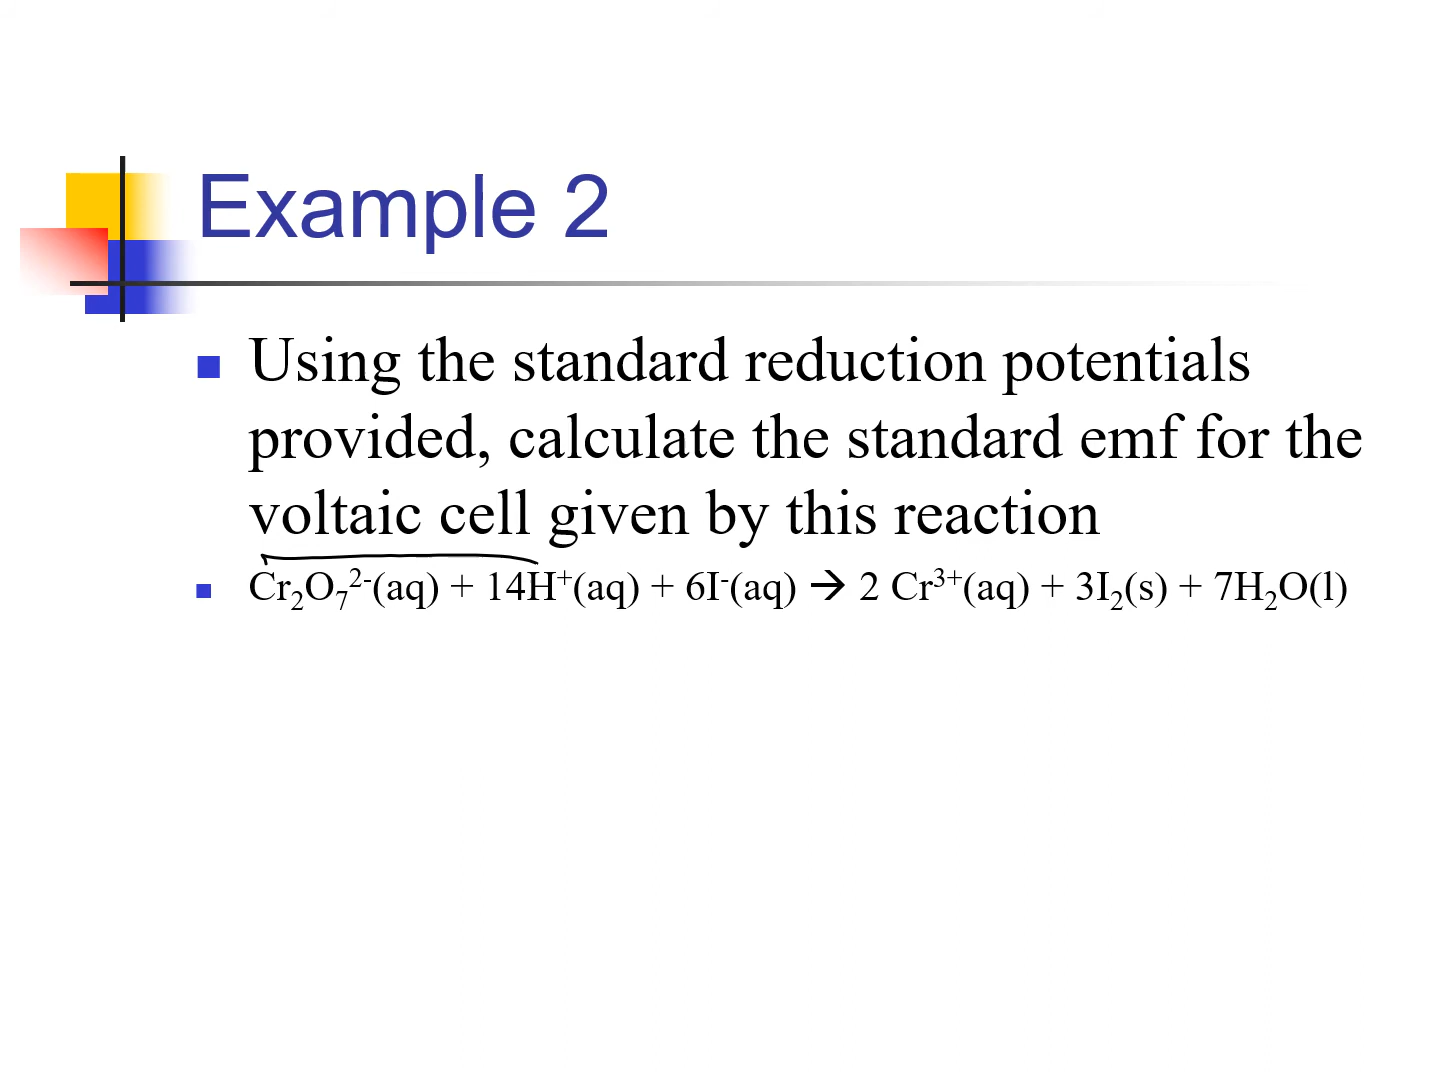 Example 2
Using the standard reduction potentials
provided, calculate the standard emf for the
voltaic cell given by this reaction
Cr₂O₇²⁻(aq) + 14H⁺(aq) + 6I⁻(aq) → 2 Cr³⁺(aq) + 3I₂(s) + 7H₂O(l)